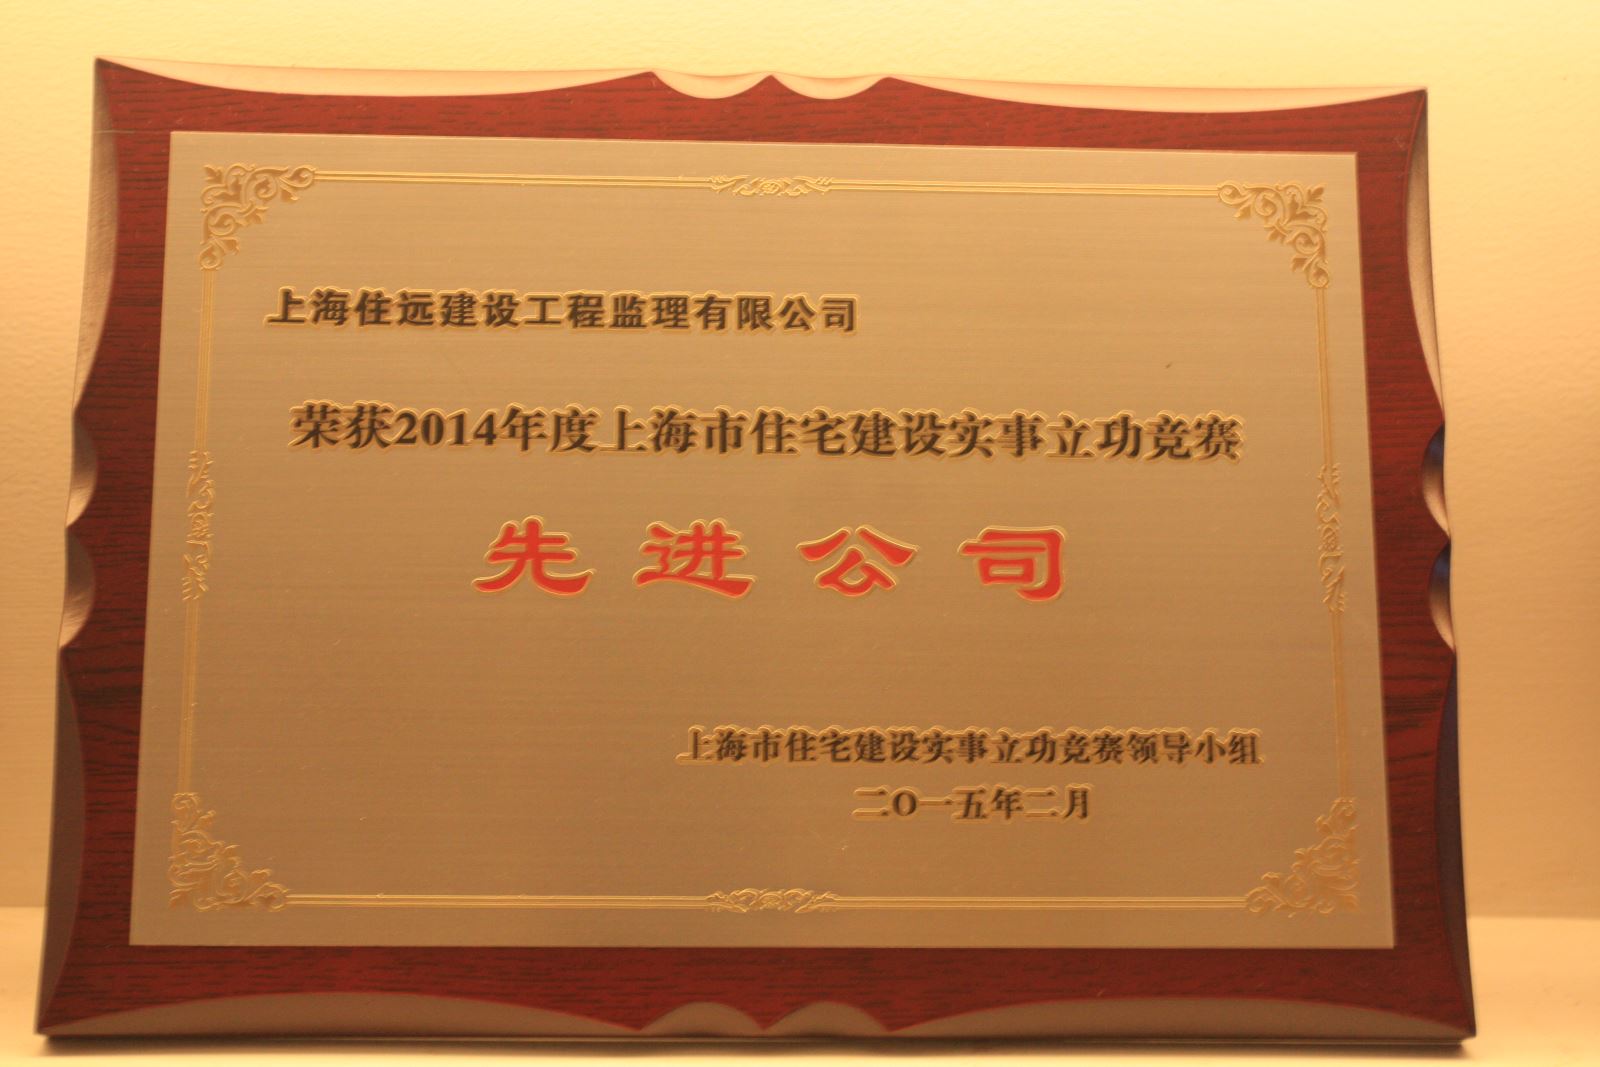 上海住远建设工程监理有限公司
荣获2014年度上海市住宅建设实事立功竞赛
先进公司
上海市住宅建设实事立功竞赛领导小组
二〇一五年二月